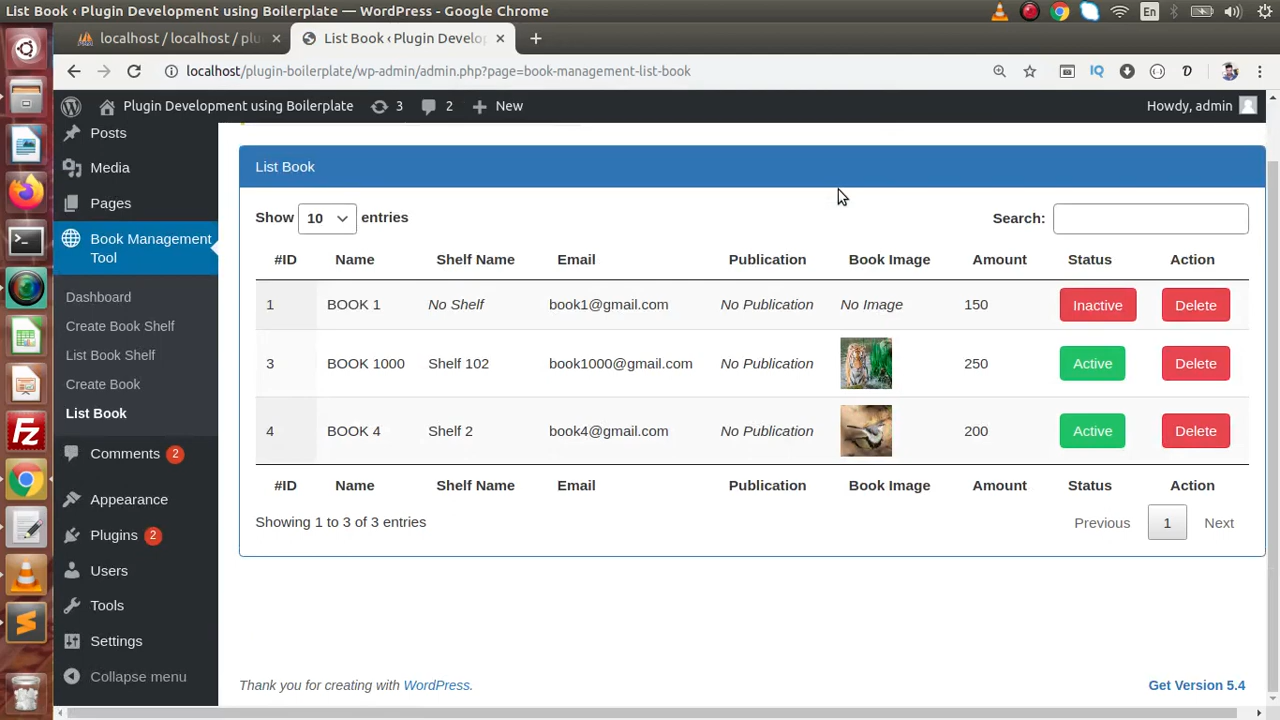 List Book ‹ Plugin Development using Boilerplate — WordPress - Google Chrome
En
localhost / localhost / plu
List Book ‹ Plugin Develop
localhost/plugin-boilerplate/wp-admin/admin.php?page=book-management-list-book
IQ
Plugin Development using Boilerplate
3
2
New
Howdy, admin
Posts
Media
Pages
Book Management
Tool
Dashboard
Create Book Shelf
List Book Shelf
Create Book
List Book
Comments 2
Appearance
Plugins 2
Users
Tools
Settings
Collapse menu
List Book
Show 10 entries
Search:
#ID Name Shelf Name Email Publication Book Image Amount Status Action
1 BOOK 1 No Shelf book1@gmail.com No Publication No Image 150 Inactive Delete
3 BOOK 1000 Shelf 102 book1000@gmail.com No Publication 250 Active Delete
4 BOOK 4 Shelf 2 book4@gmail.com No Publication 200 Active Delete
#ID Name Shelf Name Email Publication Book Image Amount Status Action
Showing 1 to 3 of 3 entries
Previous 1 Next
Thank you for creating with WordPress.
Get Version 5.4